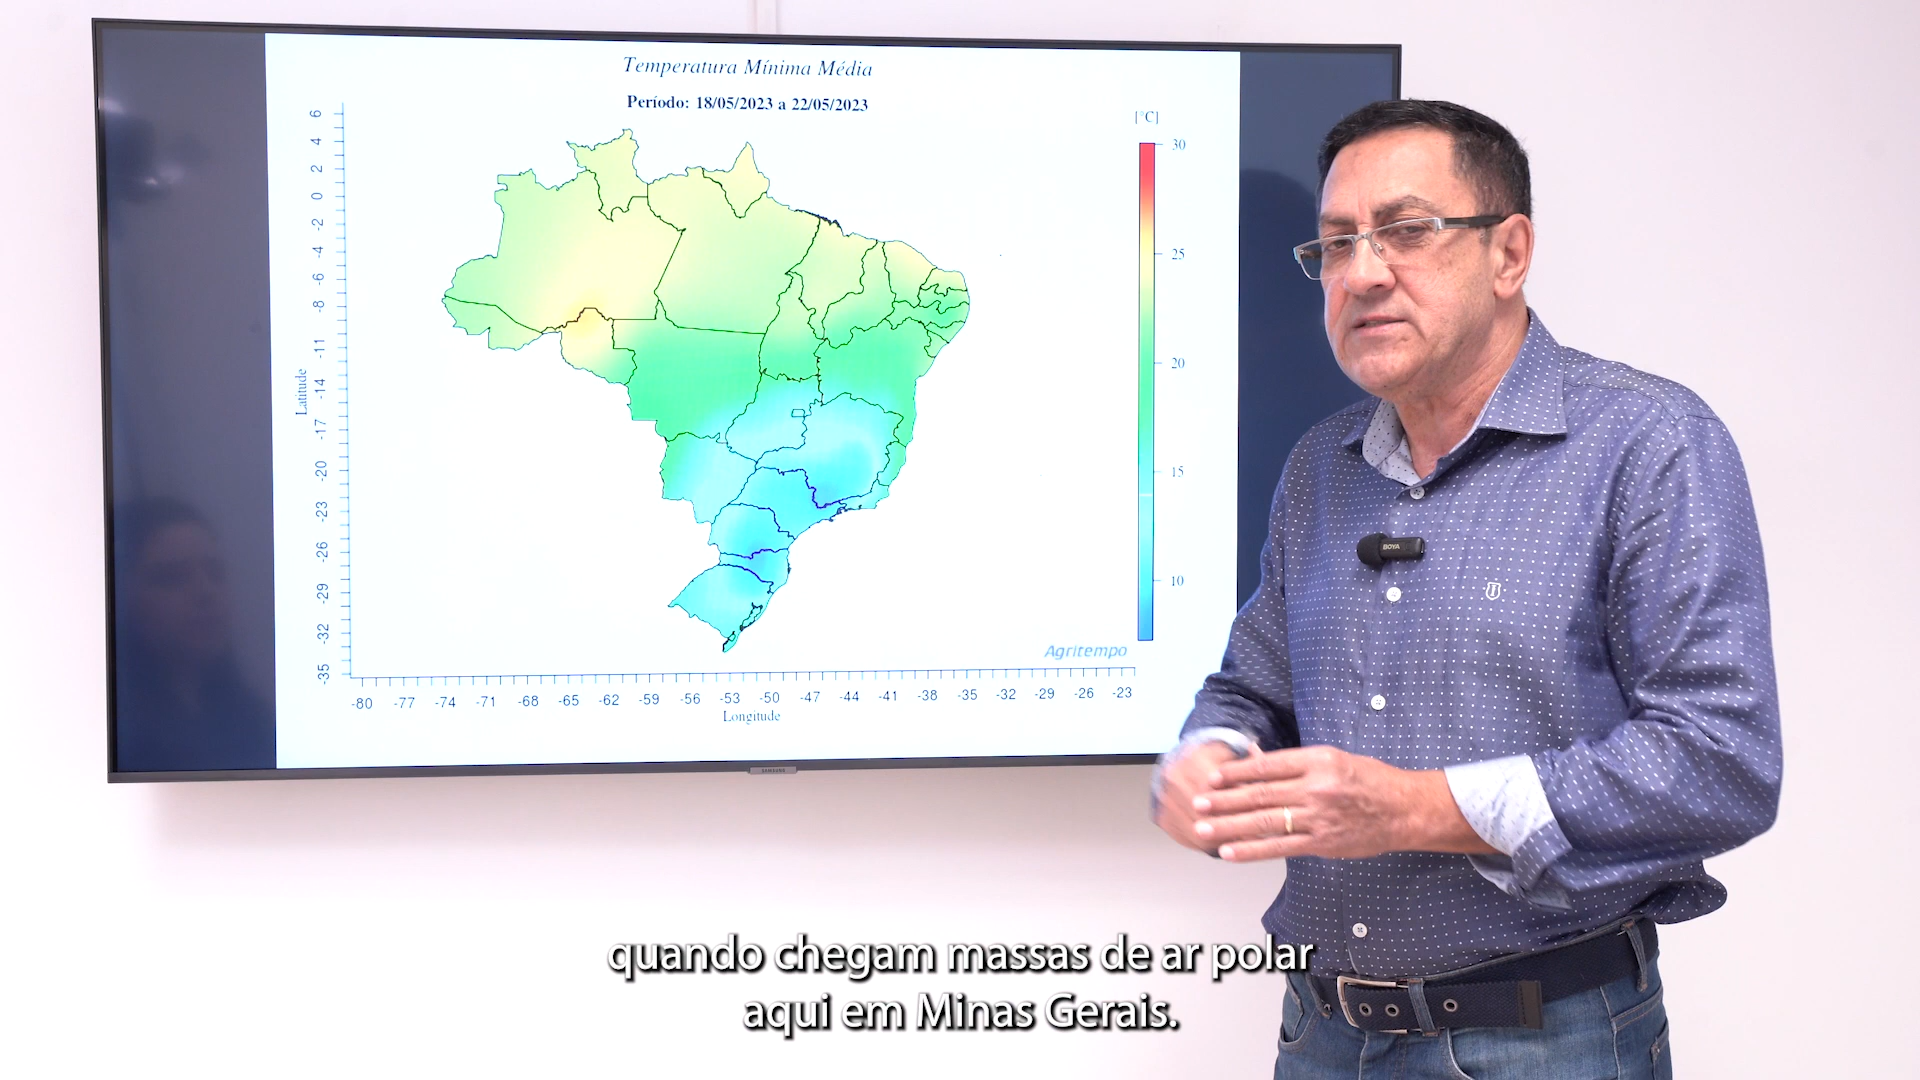 Temperatura Mínima Média
Período: 18/05/2023 a 22/05/2023
[°C]
30
25
20
15
10
6
4
2
0
-2
-4
-6
-8
-11
-14
-17
-20
-23
-26
-29
-32
-35
Latitude
-80 -77 -74 -71 -68 -65 -62 -59 -56 -53 -50 -47 -44 -41 -38 -35 -32 -29 -26 -23
Longitude
Agritempo
SAMSUNG
BOYA
quando chegam massas de ar polar
aqui em Minas Gerais.